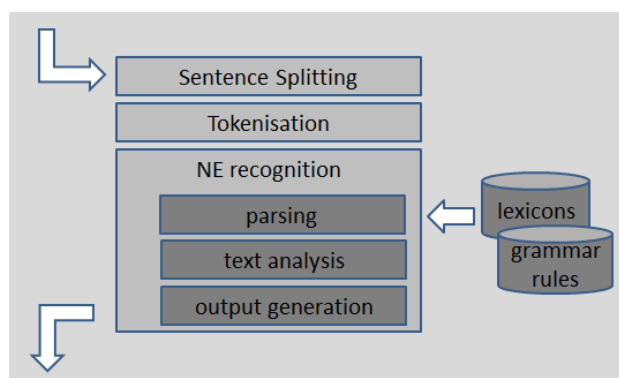 Sentence Splitting
Tokenisation
NE recognition
parsing
text analysis
output generation
lexicons
grammar
rules